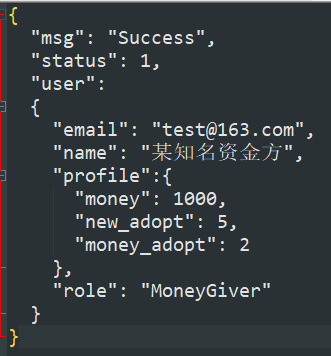 {
"msg": "Success",
"status": 1,
"user":
{
"email": "test@163.com",
"name": "某知名资金方",
"profile":{
"money": 1000,
"new_adopt": 5,
"money_adopt": 2
},
"role": "MoneyGiver"
}
}